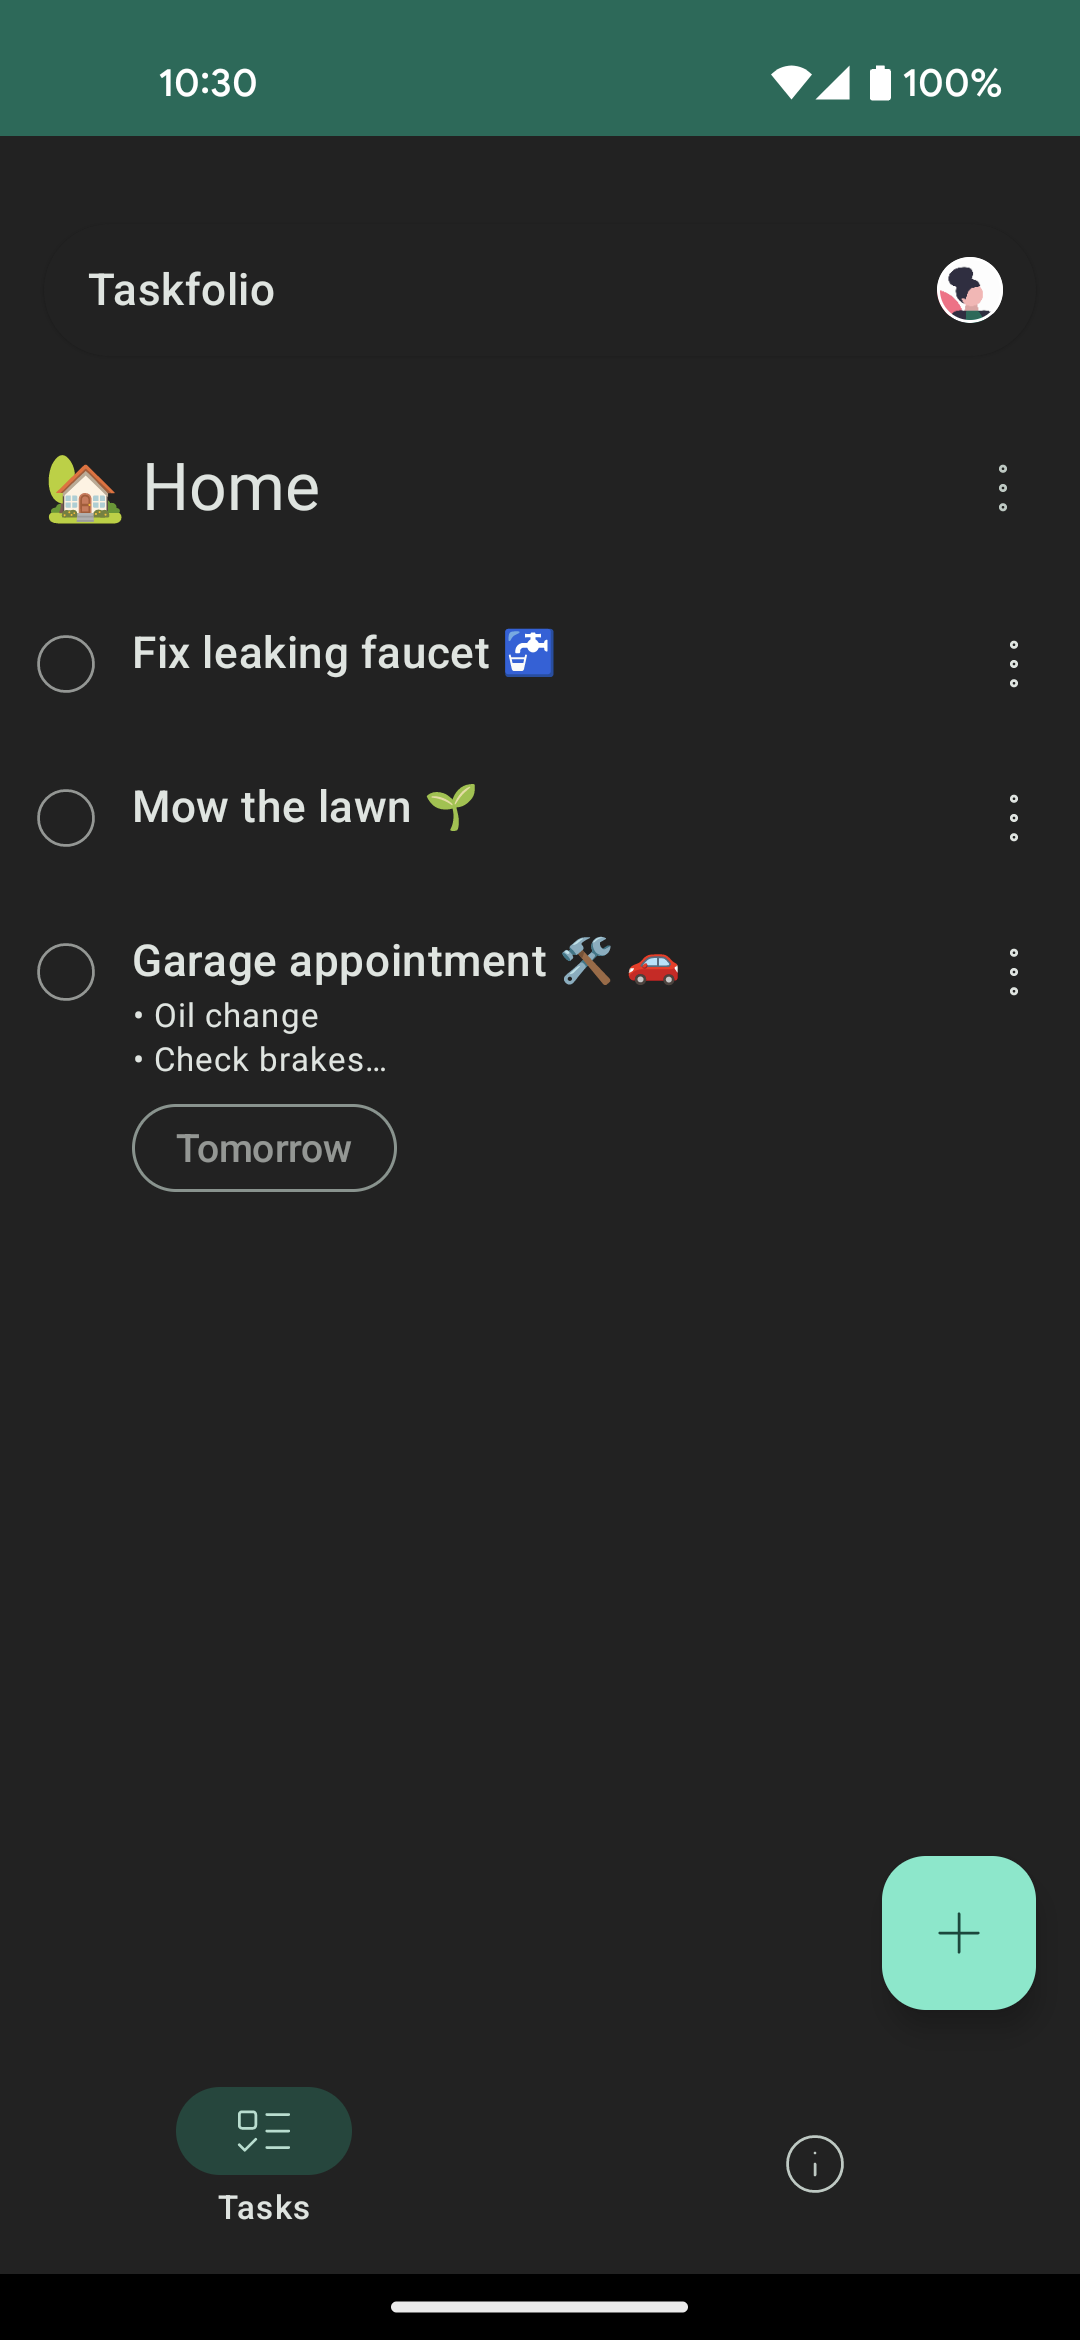 10:30 100%
Taskfolio
🏡 Home
Fix leaking faucet 🚰
Mow the lawn 🌱
Garage appointment 🛠️ 🚗
• Oil change
• Check brakes…
Tomorrow
Tasks